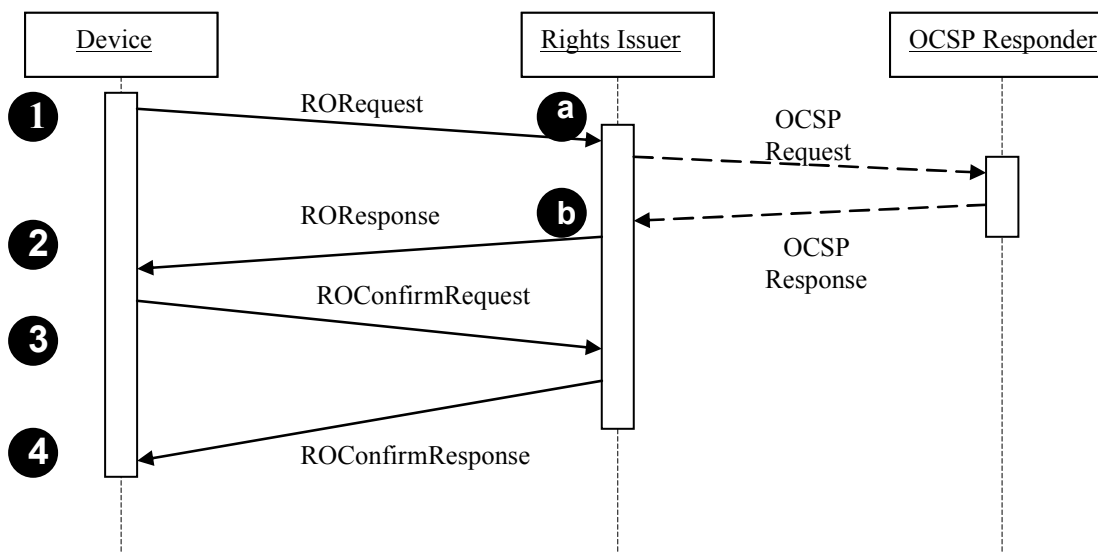 Device
Rights Issuer
OCSP Responder
1
RORequest
a
OCSP
Request
b
ROResponse
2
OCSP
Response
ROConfirmRequest
3
4
ROConfirmResponse